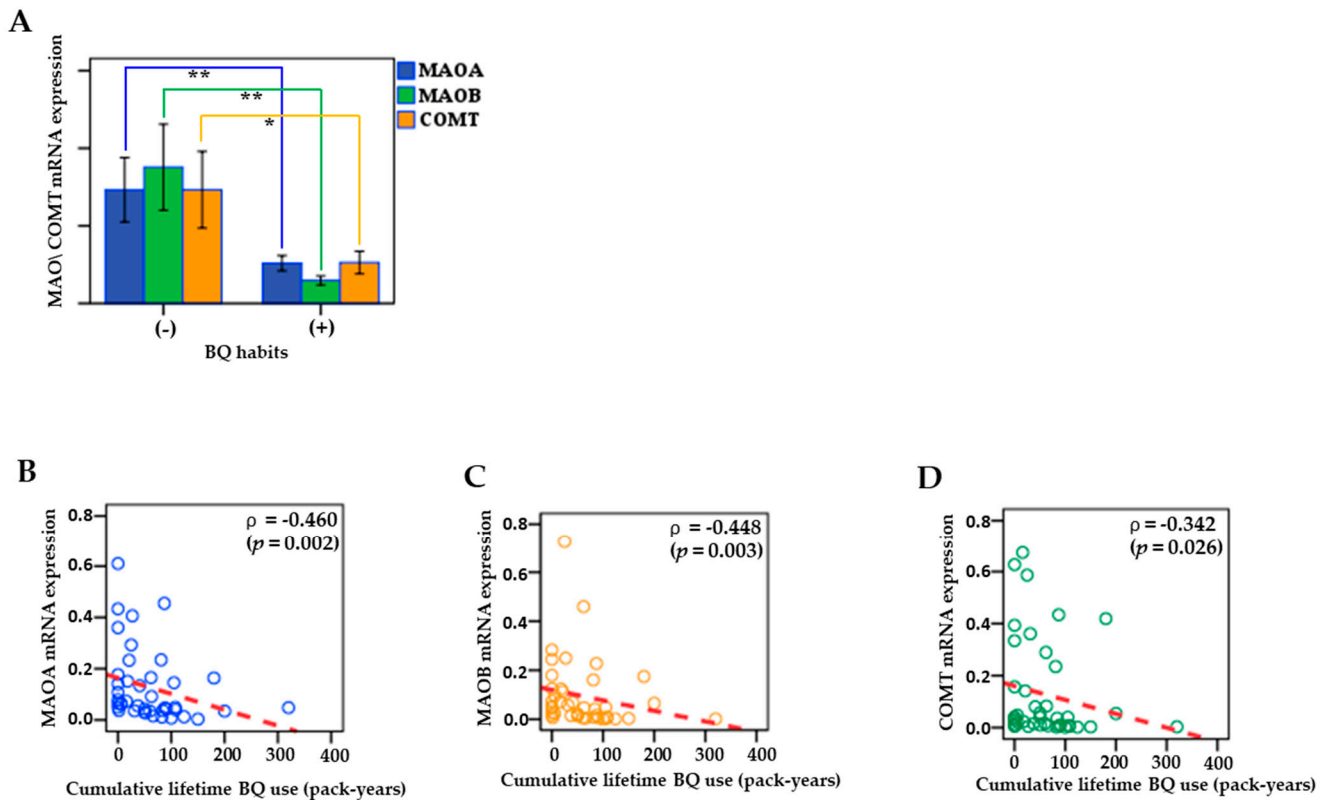 A
MAO\ COMT mRNA expression
**
**
*
MAOA
MAOB
COMT
(-)
(+)
BQ habits
B
MAOA mRNA expression
0.8
0.6
0.4
0.2
0.0
ρ = -0.460
(p = 0.002)
0
100
200
300
400
Cumulative lifetime BQ use (pack-years)
C
MAOB mRNA expression
0.8
0.6
0.4
0.2
0.0
ρ = -0.448
(p = 0.003)
0
100
200
300
400
Cumulative lifetime BQ use (pack-years)
D
COMT mRNA expression
0.8
0.6
0.4
0.2
0.0
ρ = -0.342
(p = 0.026)
0
100
200
300
400
Cumulative lifetime BQ use (pack-years)